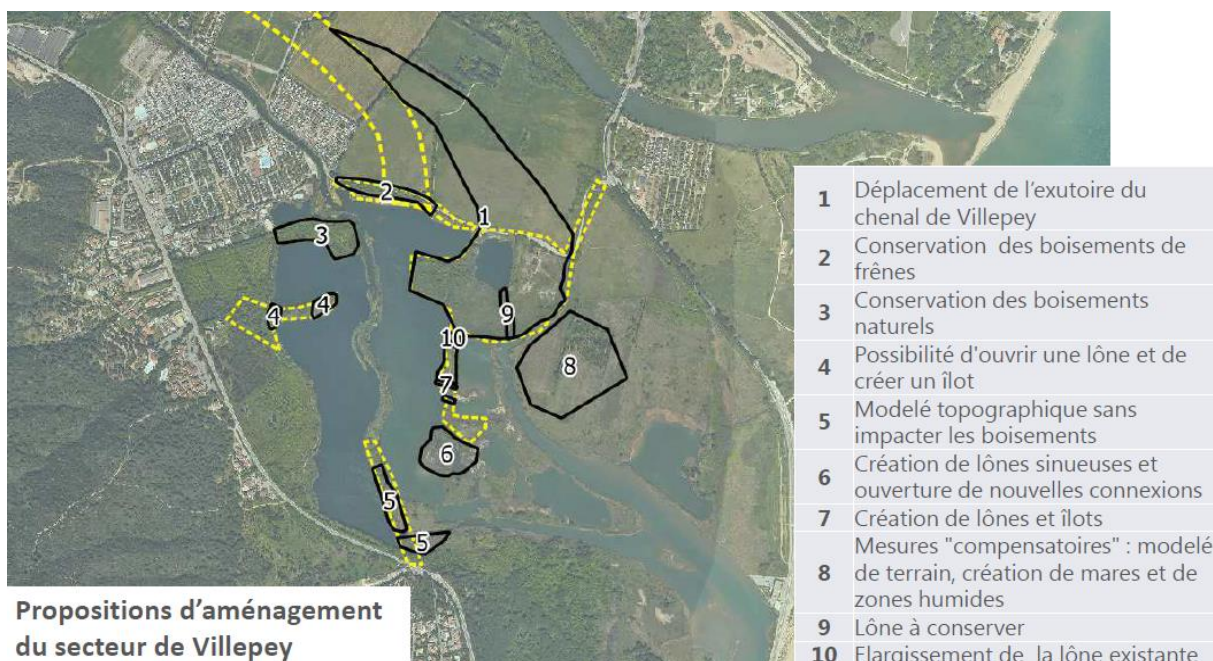 2
1
3
4
4
9
10
8
7
6
5
5
1 Déplacement de l'exutoire du
chenal de Villepey
2 Conservation des boisements de
frênes
3 Conservation des boisements
naturels
4 Possibilité d'ouvrir une lône et de
créer un îlot
5 Modelé topographique sans
impacter les boisements
6 Création de lônes sinueuses et
ouverture de nouvelles connexions
7 Création de lônes et îlots
Mesures "compensatoires" : modelé
8 de terrain, création de mares et de
zones humides
9 Lône à conserver
10 Elargissement de la lône existante
Propositions d'aménagement
du secteur de Villepey